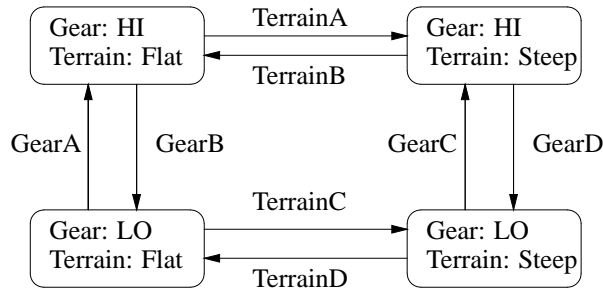 Gear: HI
Terrain: Flat
TerrainA
TerrainB
Gear: HI
Terrain: Steep
GearA
GearB
GearC
GearD
Gear: LO
Terrain: Flat
TerrainC
TerrainD
Gear: LO
Terrain: Steep